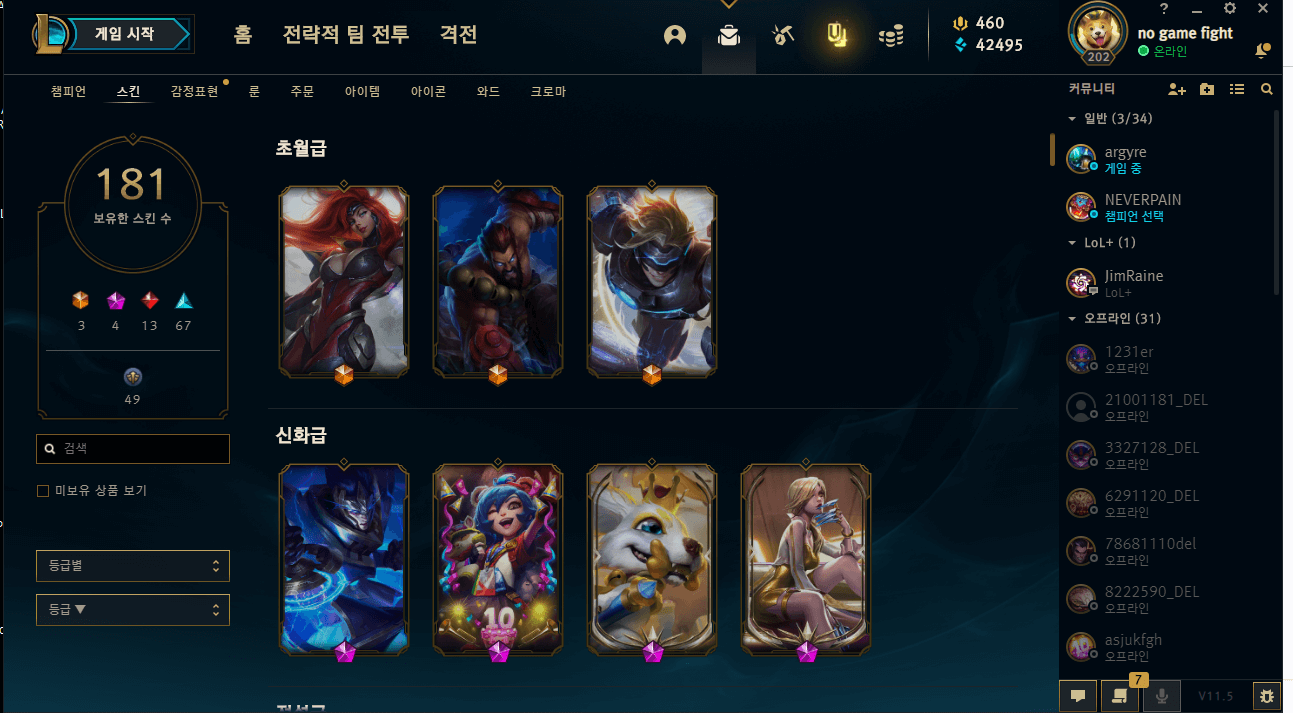 게임 시작
홈
전략적 팀 전투
격전
460
42495
202
no game fight
온라인
챔피언
스킨
감정표현
룬
주문
아이템
아이콘
와드
크로마
181
보유한 스킨 수
3
4
13
67
49
검색
미보유 상품 보기
등급별
등급 ▼
초월급
신화급
10
커뮤니티
일반 (3/34)
argyre
게임 중
NEVERPAIN
챔피언 선택
LoL+ (1)
JimRaine
LoL+
오프라인 (31)
1231er
오프라인
21001181_DEL
오프라인
3327128_DEL
오프라인
6291120_DEL
오프라인
78681110del
오프라인
8222590_DEL
오프라인
asjukfgh
오프라인
7
V11.5